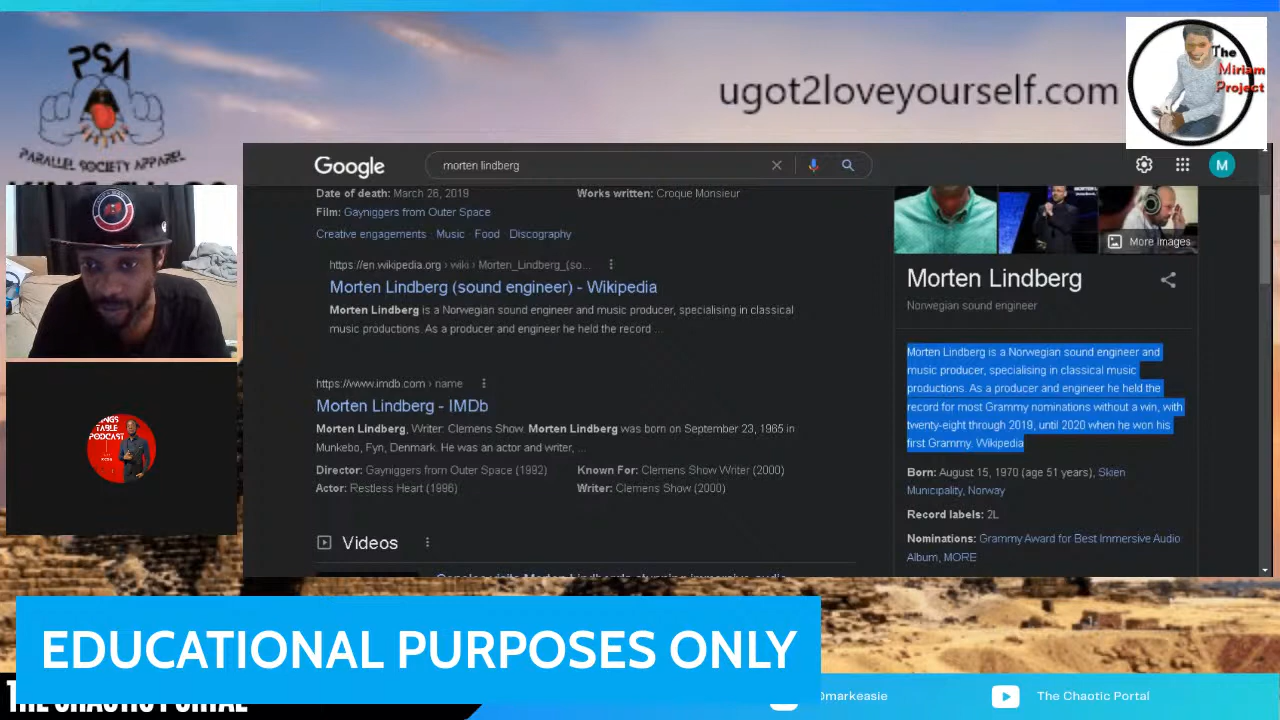 PSA
PARALLEL SOCIETY APPAREL
ugot2loveyourself.com
The
Miriam
Project
Google
morten lindberg
M
Date of death: March 26, 2019
Works written: Croque Monsieur
Film: Gayniggers from Outer Space
Creative engagements · Music · Food · Discography
https://en.wikipedia.org › wiki › Morten_Lindberg_(so...
Morten Lindberg (sound engineer) - Wikipedia
Morten Lindberg is a Norwegian sound engineer and music producer, specialising in classical
music productions. As a producer and engineer he held the record ...
https://www.imdb.com › name
Morten Lindberg - IMDb
Morten Lindberg, Writer: Clemens Show. Morten Lindberg was born on September 23, 1965 in
Munkebo, Fyn, Denmark. He was an actor and writer, ...
Director: Gayniggers from Outer Space (1992)
Known For: Clemens Show Writer (2000)
Actor: Restless Heart (1996)
Writer: Clemens Show (2000)
Videos
More images
Morten Lindberg
Norwegian sound engineer
Morten Lindberg is a Norwegian sound engineer and
music producer, specialising in classical music
productions. As a producer and engineer he held the
record for most Grammy nominations without a win, with
twenty-eight through 2019, until 2020 when he won his
first Grammy. Wikipedia
Born: August 15, 1970 (age 51 years), Skien
Municipality, Norway
Record labels: 2L
Nominations: Grammy Award for Best Immersive Audio
Album, MORE
TABLE
PODCAST
EDUCATIONAL PURPOSES ONLY
THE CHAOTIC PORTAL
markeasie
The Chaotic Portal